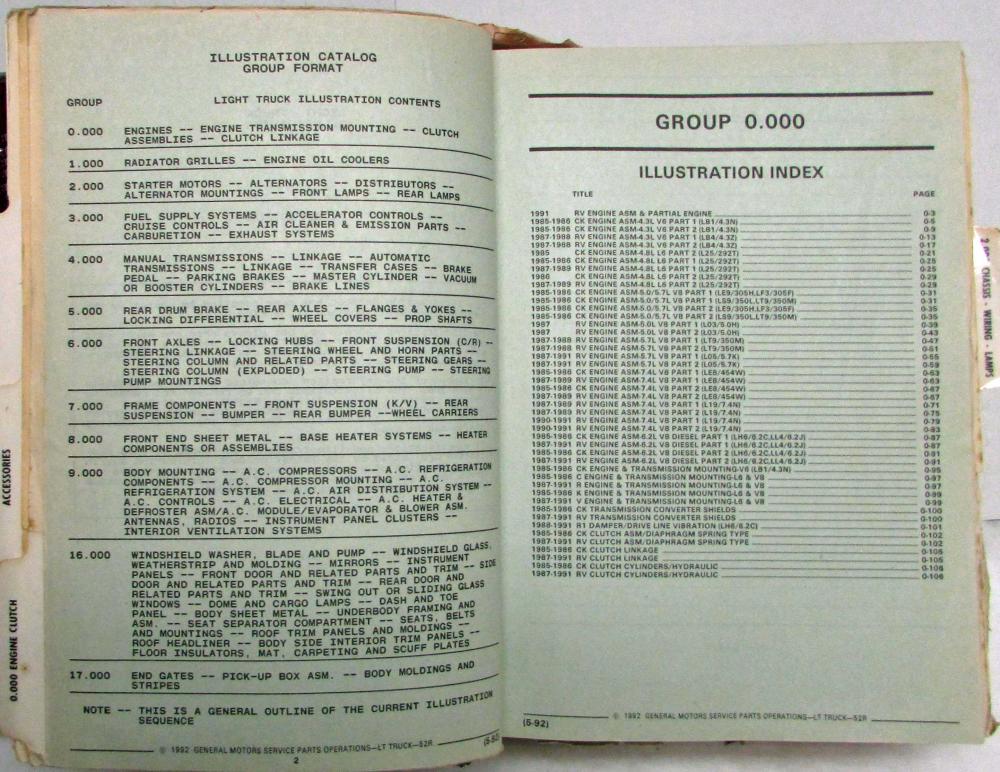 ILLUSTRATION CATALOG
GROUP FORMAT
GROUP LIGHT TRUCK ILLUSTRATION CONTENTS
0.000 ENGINES -- ENGINE TRANSMISSION MOUNTING -- CLUTCH
ASSEMBLIES -- CLUTCH LINKAGE
1.000 RADIATOR GRILLES -- ENGINE OIL COOLERS
2.000 STARTER MOTORS -- ALTERNATORS -- DISTRIBUTORS --
ALTERNATOR MOUNTINGS -- FRONT LAMPS -- REAR LAMPS
3.000 FUEL SUPPLY SYSTEMS -- ACCELERATOR CONTROLS --
CRUISE CONTROLS -- AIR CLEANER & EMISSION PARTS --
CARBURETION -- EXHAUST SYSTEMS
4.000 MANUAL TRANSMISSIONS -- LINKAGE -- AUTOMATIC
TRANSMISSIONS -- LINKAGE -- TRANSFER CASES -- BRAKE
PEDAL -- PARKING BRAKES -- MASTER CYLINDER -- VACUUM
OR BOOSTER CYLINDERS -- BRAKE LINES
5.000 REAR DRUM BRAKE -- REAR AXLES -- FLANGES & YOKES --
LOCKING DIFFERENTIAL -- WHEEL COVERS -- PROP SHAFTS
6.000 FRONT AXLES -- LOCKING HUBS -- FRONT SUSPENSION (C/R) --
STEERING LINKAGE -- STEERING WHEEL AND HORN PARTS --
STEERING COLUMN AND RELATED PARTS -- STEERING GEARS --
STEERING COLUMN (EXPLODED) -- STEERING PUMP -- STEERING
PUMP MOUNTINGS
7.000 FRAME COMPONENTS -- FRONT SUSPENSION (K/V) -- REAR
SUSPENSION -- BUMPER -- REAR BUMPER --WHEEL CARRIERS
8.000 FRONT END SHEET METAL -- BASE HEATER SYSTEMS -- HEATER
COMPONENTS OR ASSEMBLIES
9.000 BODY MOUNTING -- A.C. COMPRESSORS -- A.C. REFRIGERATION
COMPONENTS -- A.C. COMPRESSOR MOUNTING -- A.C.
REFRIGERATION SYSTEM -- A.C. AIR DISTRIBUTION SYSTEM --
A.C. CONTROLS -- A.C. ELECTRICAL -- A.C. HEATER &
DEFROSTER ASM/A.C. MODULE/EVAPORATOR & BLOWER ASM.
ANTENNAS, RADIOS -- INSTRUMENT PANEL CLUSTERS --
INTERIOR VENTILATION SYSTEMS
16.000 WINDSHIELD WASHER, BLADE AND PUMP -- WINDSHIELD GLASS,
WEATHERSTRIP AND MOLDING -- MIRRORS -- INSTRUMENT
PANELS -- FRONT DOOR AND RELATED PARTS AND TRIM -- SIDE
DOOR AND RELATED PARTS AND TRIM -- REAR DOOR AND
RELATED PARTS AND TRIM -- SWING OUT OR SLIDING GLASS
WINDOWS -- DOME AND CARGO LAMPS -- DASH AND TOE
PANEL -- BODY SHEET METAL -- UNDERBODY FRAMING AND
ASM. -- SEAT SEPARATOR COMPARTMENT -- SEATS, BELTS
AND MOUNTINGS -- ROOF TRIM PANELS AND MOLDINGS --
ROOF HEADLINER -- BODY SIDE INTERIOR TRIM PANELS --
FLOOR INSULATORS, MAT, CARPETING AND SCUFF PLATES
17.000 END GATES -- PICK-UP BOX ASM. -- BODY MOLDINGS AND
STRIPES
NOTE -- THIS IS A GENERAL OUTLINE OF THE CURRENT ILLUSTRATION
SEQUENCE
© 1992 GENERAL MOTORS SERVICE PARTS OPERATIONS—LT TRUCK—52R
(5-92)
2
ACCESSORIES
0.000 ENGINE CLUTCH
GROUP 0.000
ILLUSTRATION INDEX
TITLE PAGE
1991 RV ENGINE ASM & PARTIAL ENGINE 0-3
1985-1986 CK ENGINE ASM-4.3L V6 PART 1 (LB1/4.3N) 0-5
1985-1986 CK ENGINE ASM-4.3L V6 PART 2 (LB1/4.3N) 0-9
1987-1988 RV ENGINE ASM-4.3L V6 PART 1 (LB4/4.3Z) 0-13
1987-1988 RV ENGINE ASM-4.3L V6 PART 2 (LB4/4.3Z) 0-17
1985 CK ENGINE ASM-4.8L L6 PART 1 (L25/292T) 0-21
1985-1986 CK ENGINE ASM-4.8L L6 PART 1 (L25/292T) 0-25
1987-1989 RV ENGINE ASM-4.8L L6 PART 1 (L25/292T) 0-25
1986 CK ENGINE ASM-4.8L L6 PART 2 (L25/292T) 0-29
1987-1989 RV ENGINE ASM-4.8L L6 PART 2 (L25/292T) 0-29
1985-1986 CK ENGINE ASM-5.0/5.7L V8 PART 1 (LE9/305H,LF3/305F) 0-31
1985-1986 CK ENGINE ASM-5.0/5.7L V8 PART 1 (LS9/350L,LT9/350M) 0-31
1985-1986 CK ENGINE ASM-5.0/5.7L V8 PART 2 (LE9/305H,LF3/305F) 0-35
1985-1986 CK ENGINE ASM-5.0/5.7L V8 PART 2 (LS9/350L,LT9/350M) 0-35
1987 RV ENGINE ASM-5.0L V8 PART 1 (L03/5.0H) 0-39
1987 RV ENGINE ASM-5.0L V8 PART 2 (L03/5.0H) 0-43
1987-1988 RV ENGINE ASM-5.7L V8 PART 1 (LT9/350M) 0-47
1987-1988 RV ENGINE ASM-5.7L V8 PART 2 (LT9/350M) 0-51
1987-1991 RV ENGINE ASM-5.7L V8 PART 1 (L05/5.7K) 0-55
1987-1991 RV ENGINE ASM-5.7L V8 PART 2 (L05/5.7K) 0-59
1985-1986 CK ENGINE ASM-7.4L V8 PART 1 (LE8/454W) 0-63
1987-1989 RV ENGINE ASM-7.4L V8 PART 1 (LE8/454W) 0-63
1985-1986 CK ENGINE ASM-7.4L V8 PART 2 (LE8/454W) 0-67
1987-1989 RV ENGINE ASM-7.4L V8 PART 2 (LE8/454W) 0-67
1987-1989 RV ENGINE ASM-7.4L V8 PART 1 (L19/7.4N) 0-71
1987-1989 RV ENGINE ASM-7.4L V8 PART 2 (L19/7.4N) 0-75
1990-1991 RV ENGINE ASM-7.4L V8 PART 1 (L19/7.4N) 0-79
1990-1991 RV ENGINE ASM-7.4L V8 PART 2 (L19/7.4N) 0-83
1985-1986 CK ENGINE ASM-6.2L V8 DIESEL PART 1 (LH6/6.2C,LL4/6.2J) 0-87
1987-1991 RV ENGINE ASM-6.2L V8 DIESEL PART 1 (LH6/6.2C,LL4/6.2J) 0-87
1985-1986 CK ENGINE ASM-6.2L V8 DIESEL PART 2 (LH6/6.2C,LL4/6.2J) 0-91
1987-1991 RV ENGINE ASM-6.2L V8 DIESEL PART 2 (LH6/6.2C,LL4/6.2J) 0-91
1985-1986 CK ENGINE & TRANSMISSION MOUNTING-V6 (LB1/4.3N) 0-95
1985-1986 C ENGINE & TRANSMISSION MOUNTING-L6 & V8 0-97
1987-1991 R ENGINE & TRANSMISSION MOUNTING-L6 & V8 0-97
1985-1986 K ENGINE & TRANSMISSION MOUNTING-L6 & V8 0-99
1987-1991 V ENGINE & TRANSMISSION MOUNTING-L6 & V8 0-99
1985-1986 CK TRANSMISSION CONVERTER SHIELDS 0-100
1987-1991 RV TRANSMISSION CONVERTER SHIELDS 0-100
1988-1991 R1 DAMPER/DRIVE LINE VIBRATION (LH6/6.2C) 0-101
1985-1986 CK CLUTCH ASM/DIAPHRAGM SPRING TYPE 0-102
1987-1991 RV CLUTCH ASM/DIAPHRAGM SPRING TYPE 0-102
1985-1986 CK CLUTCH LINKAGE 0-105
1987-1991 RV CLUTCH LINKAGE 0-105
1985-1986 CK CLUTCH CYLINDERS/HYDRAULIC 0-106
1987-1991 RV CLUTCH CYLINDERS/HYDRAULIC 0-106
(5-92)
© 1992 GENERAL MOTORS SERVICE PARTS OPERATIONS—LT TRUCK—52R
CHASSIS - WIRING - LAMPS